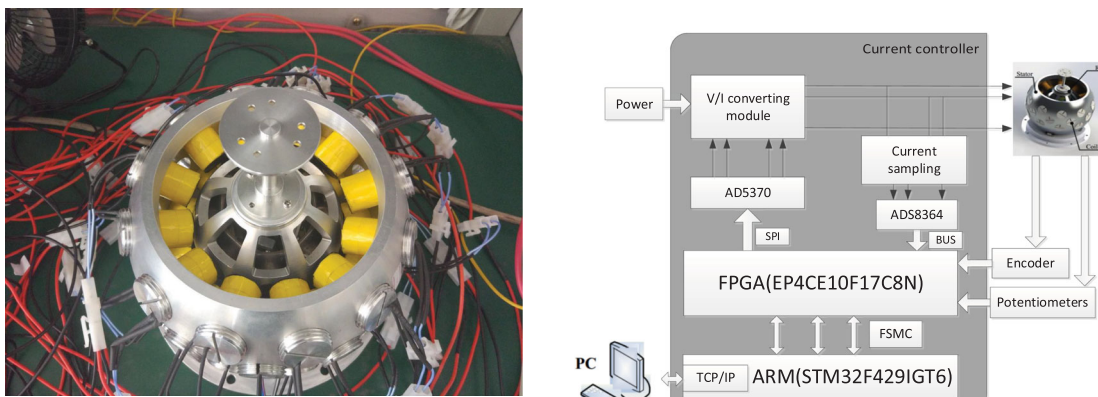 Current controller
Power
V/I converting
module
Stator
Current
sampling
AD5370
ADS8364
SPI
BUS
FPGA(EP4CE10F17C8N)
Encoder
Potentiometers
FSMC
PC
TCP/IP
ARM(STM32F429IGT6)